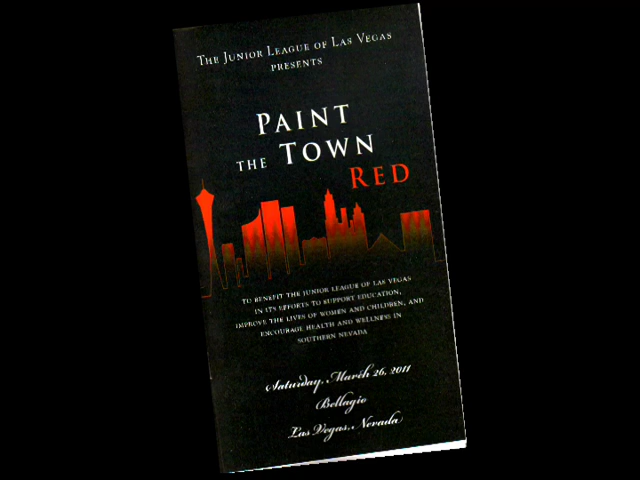 The Junior League of Las Vegas
presents
Paint
the Town
Red
to benefit the Junior League of Las Vegas
in its efforts to support education,
improve the lives of women and children, and
encourage health and wellness in
southern Nevada
Saturday, March 26, 2011
Bellagio
Las Vegas, Nevada